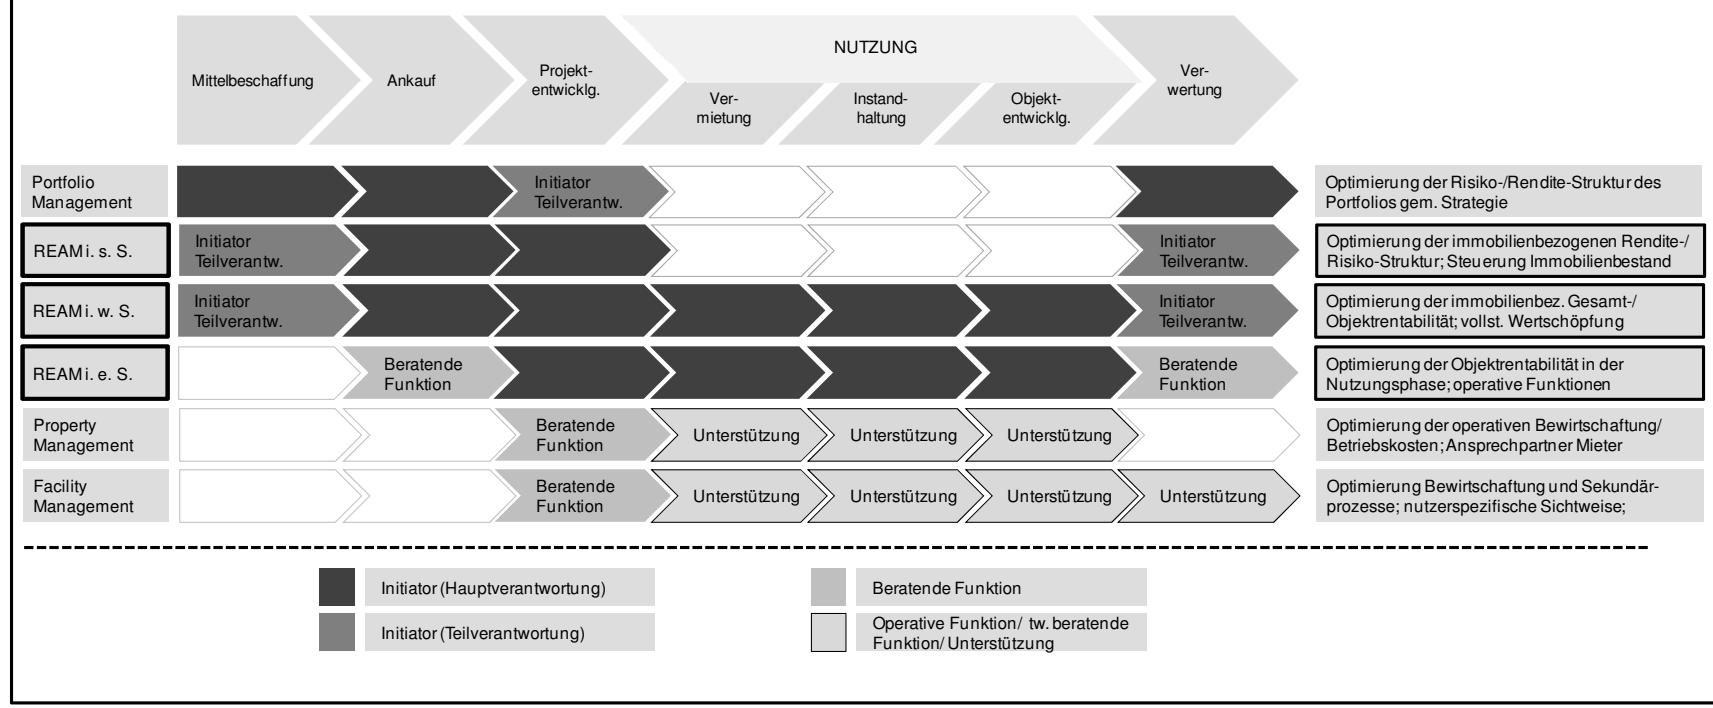 NUTZUNG
Mittelbeschaffung
Ankauf
Projekt-
entwicklg.
Ver-
mietung
Instand-
haltung
Objekt-
entwicklg.
Ver-
wertung
Portfolio
Management
Initiator
Teilverantw.
Optimierung der Risiko-/Rendite-Struktur des
Portfolios gem. Strategie
REAM i. s. S.
Initiator
Teilverantw.
Initiator
Teilverantw.
Optimierung der immobilienbezogenen Rendite-/
Risiko-Struktur; Steuerung Immobilienbestand
REAM i. w. S.
Initiator
Teilverantw.
Initiator
Teilverantw.
Optimierung der immobilienbez. Gesamt-/
Objektrentabilität; vollst. Wertschöpfung
REAM i. e. S.
Beratende
Funktion
Beratende
Funktion
Optimierung der Objektrentabilität in der
Nutzungsphase; operative Funktionen
Property
Management
Beratende
Funktion
Unterstützung
Unterstützung
Unterstützung
Optimierung der operativen Bewirtschaftung/
Betriebskosten; Ansprechpartner Mieter
Facility
Management
Beratende
Funktion
Unterstützung
Unterstützung
Unterstützung
Unterstützung
Optimierung Bewirtschaftung und Sekundär-
prozesse; nutzerspezifische Sichtweise;
Initiator (Hauptverantwortung)
Beratende Funktion
Initiator (Teilverantwortung)
Operative Funktion/ tw. beratende
Funktion/ Unterstützung